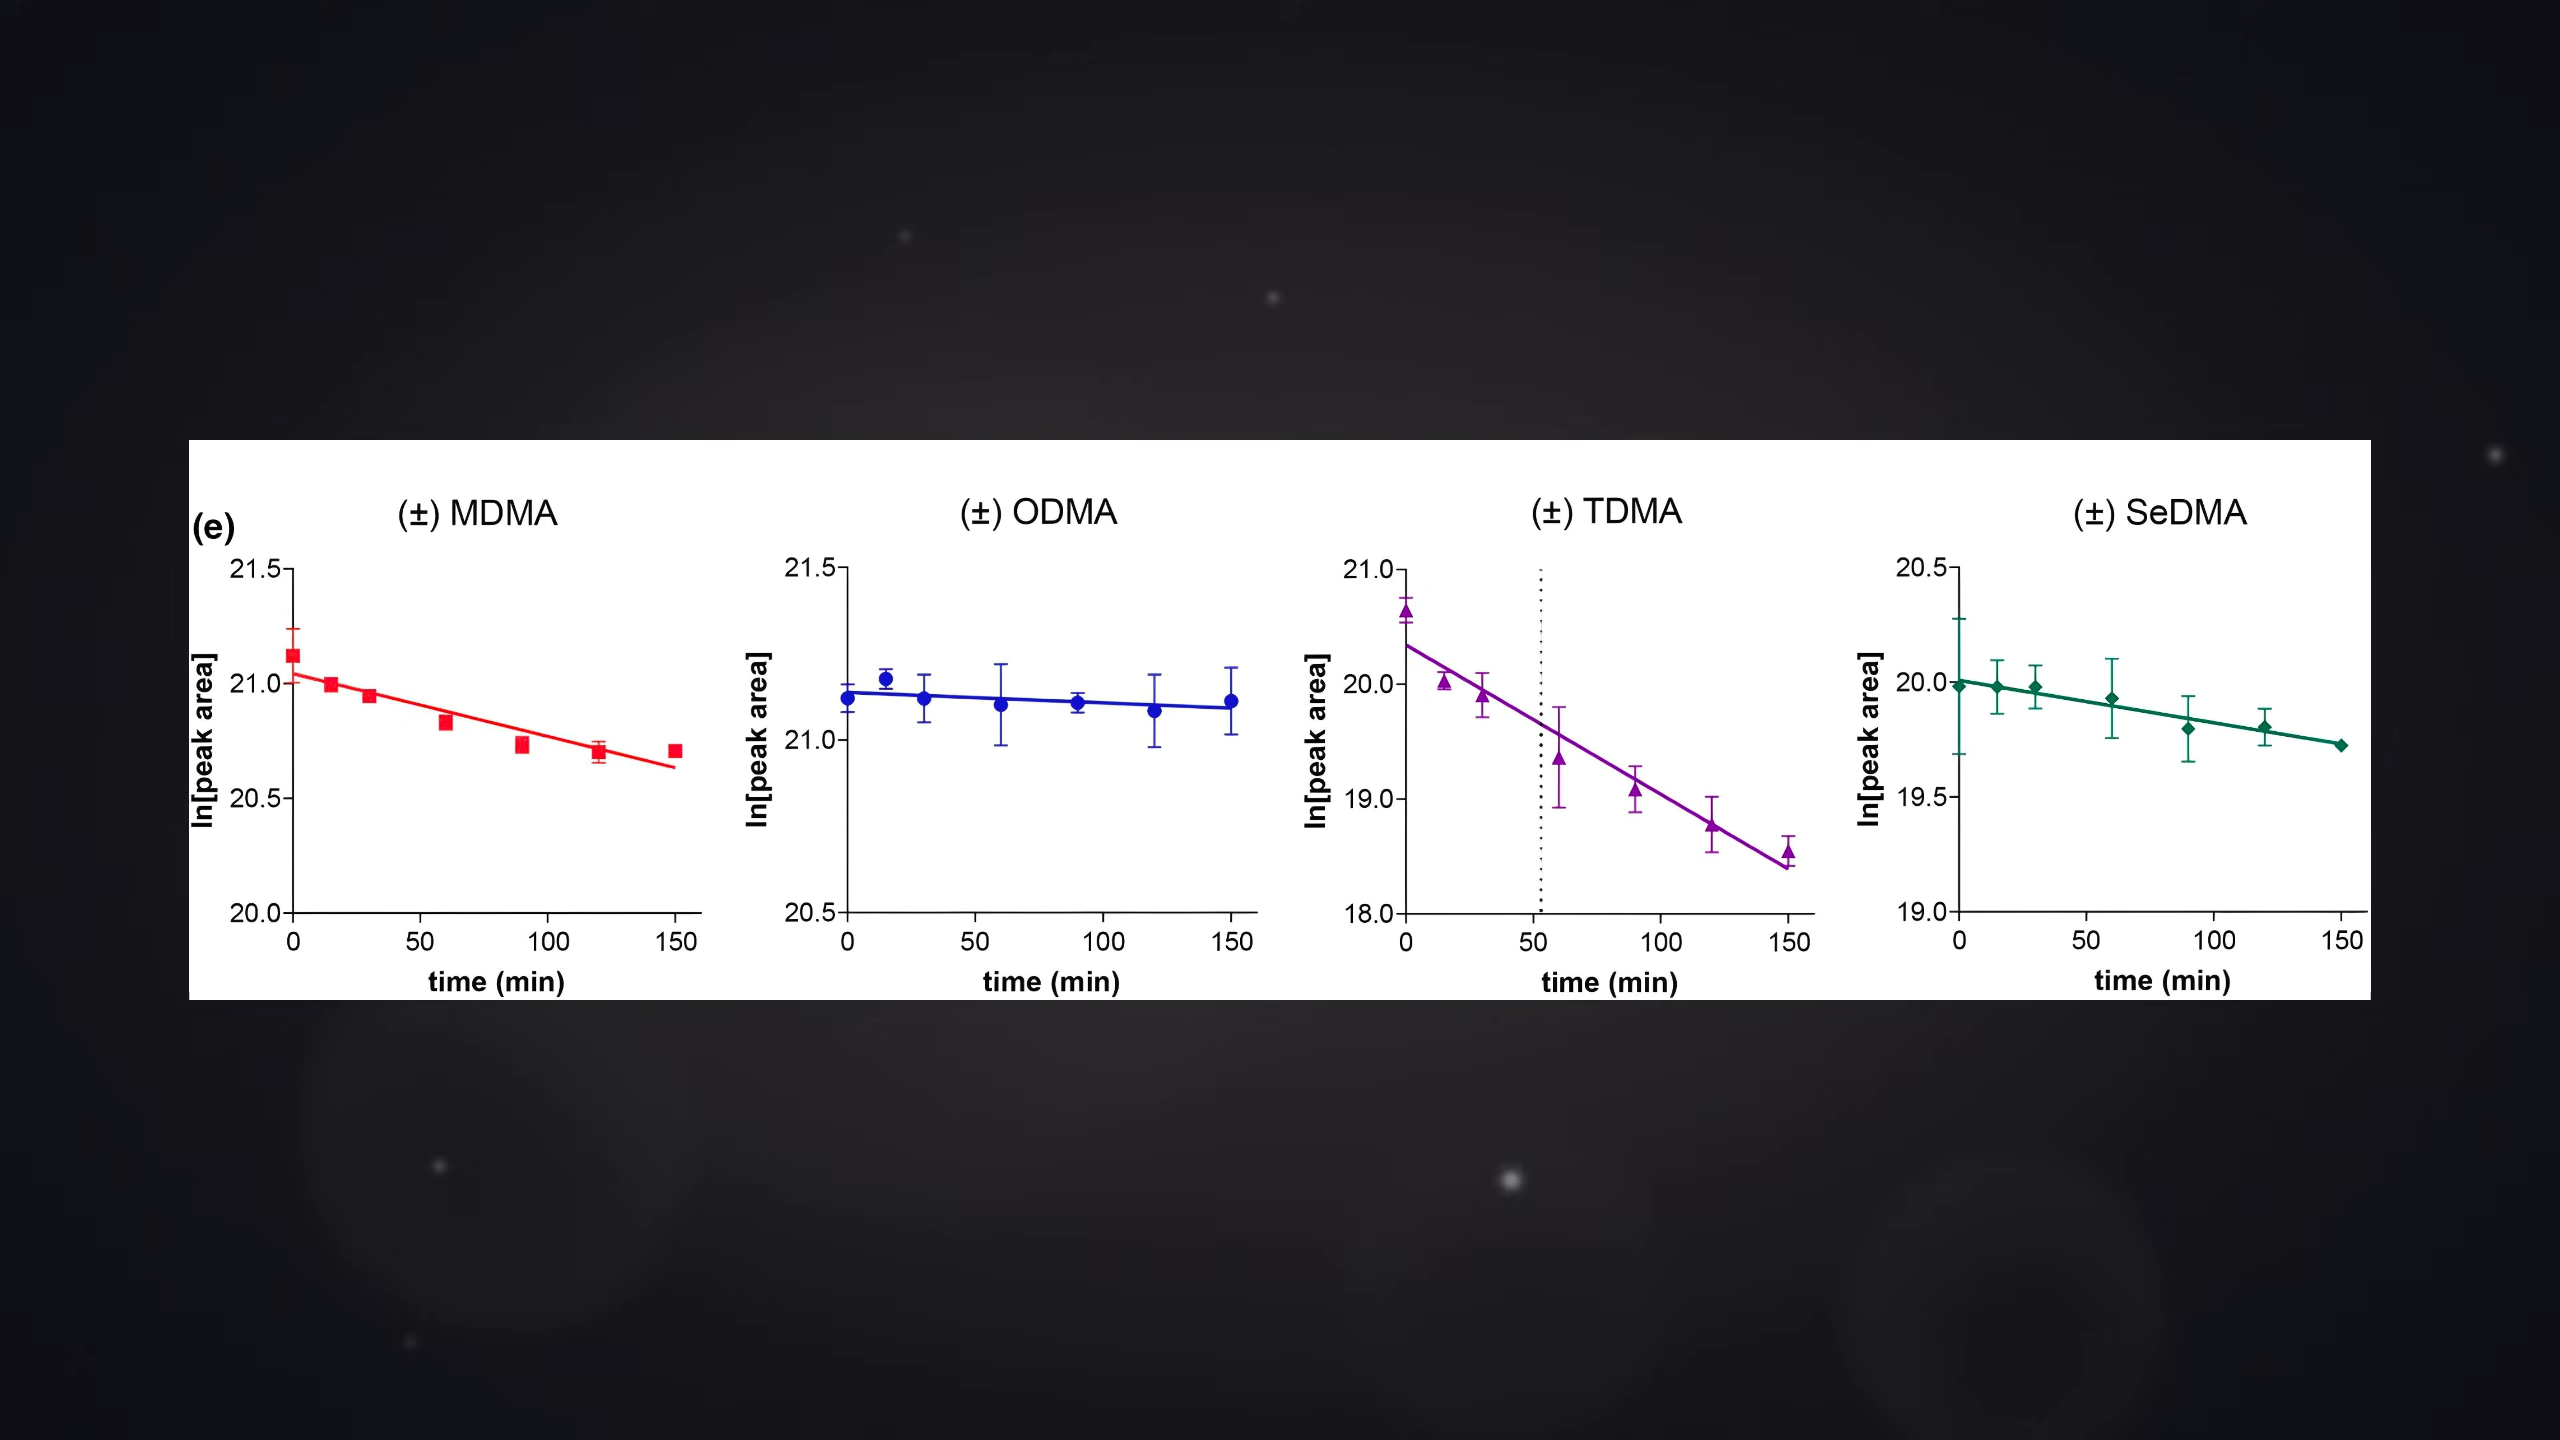 (e)
(±) MDMA
ln[peak area]
21.5
21.0
20.5
20.0
0 50 100 150
time (min)
(±) ODMA
ln[peak area]
21.5
21.0
20.5
0 50 100 150
time (min)
(±) TDMA
ln[peak area]
21.0
20.0
19.0
18.0
0 50 100 150
time (min)
(±) SeDMA
ln[peak area]
20.5
20.0
19.5
19.0
0 50 100 150
time (min)